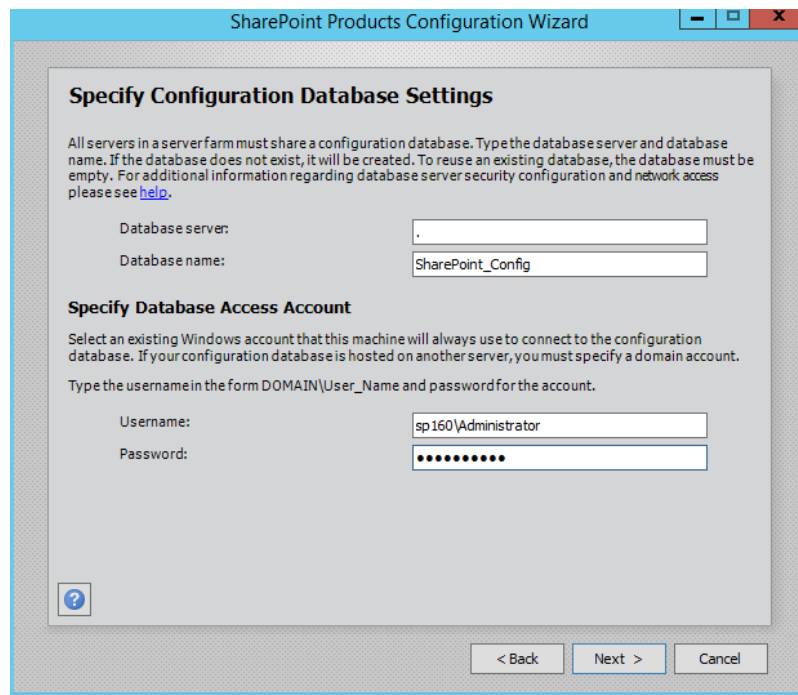 SharePoint Products Configuration Wizard
Specify Configuration Database Settings
All servers in a server farm must share a configuration database. Type the database server and database
name. If the database does not exist, it will be created. To reuse an existing database, the database must be
empty. For additional information regarding database server security configuration and network access
please see help.
Database server: .
Database name: SharePoint_Config
Specify Database Access Account
Select an existing Windows account that this machine will always use to connect to the configuration
database. If your configuration database is hosted on another server, you must specify a domain account.
Type the username in the form DOMAIN\User_Name and password for the account.
Username: sp160\Administrator
Password: ●●●●●●●●●●
?
< Back Next > Cancel